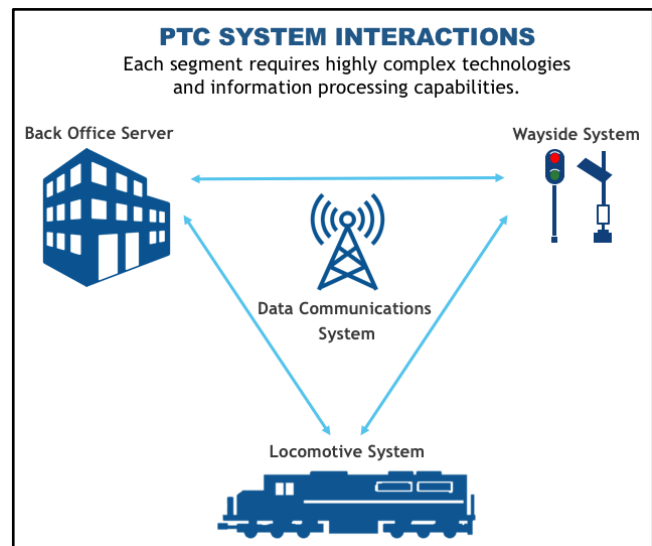 PTC SYSTEM INTERACTIONS
Each segment requires highly complex technologies
and information processing capabilities.
Back Office Server
Wayside System
Data Communications
System
Locomotive System